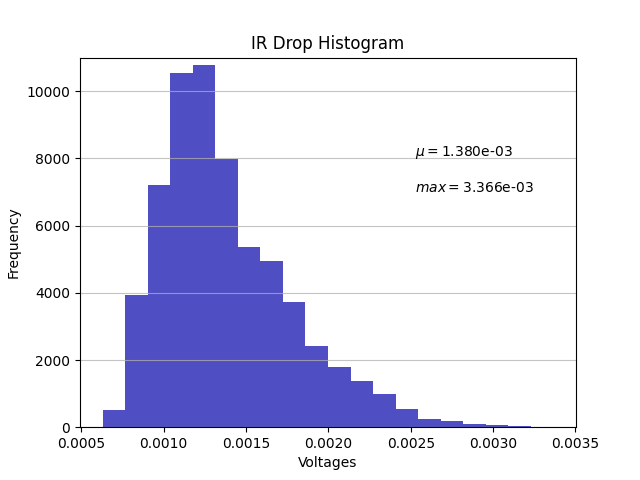 IR Drop Histogram
10000
8000
6000
4000
2000
0
Frequency
μ = 1.380e-03
max = 3.366e-03
0.0005 0.0010 0.0015 0.0020 0.0025 0.0030 0.0035
Voltages